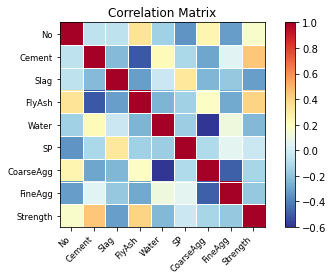 Correlation Matrix
No
Cement
Slag
FlyAsh
Water
SP
CoarseAgg
FineAgg
Strength
No
Cement
Slag
FlyAsh
Water
SP
CoarseAgg
FineAgg
Strength
1.0
0.8
0.6
0.4
0.2
0.0
−0.2
−0.4
−0.6